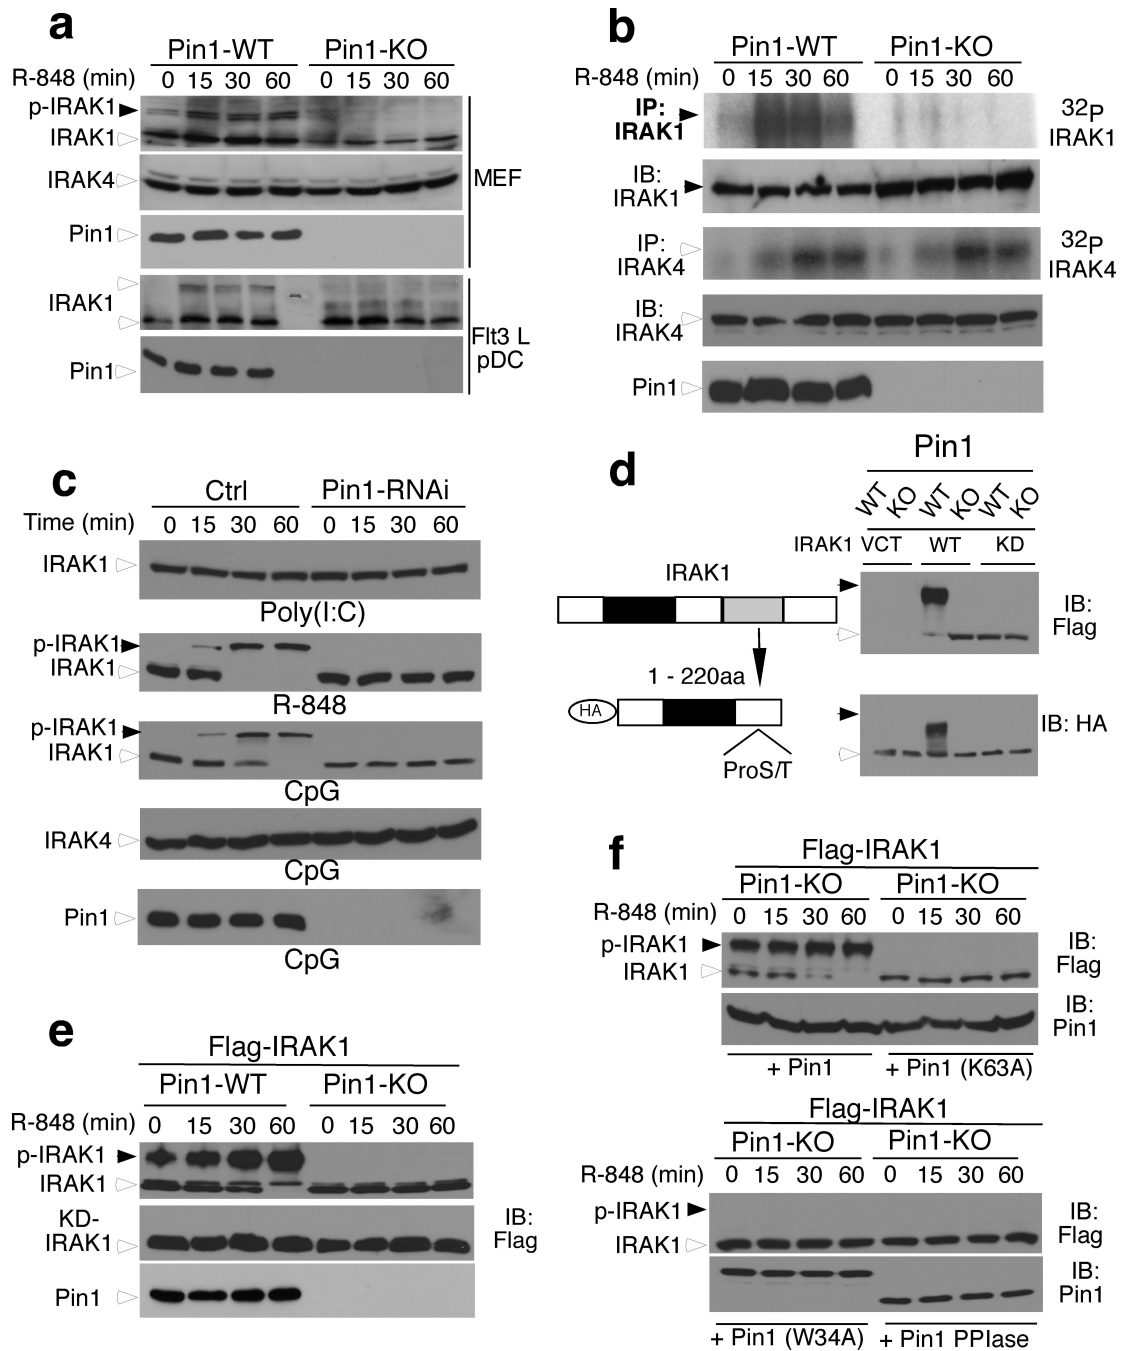 a
Pin1-WT Pin1-KO
R-848 (min) 0 15 30 60 0 15 30 60
p-IRAK1
IRAK1
IRAK4
MEF
Pin1
IRAK1
Flt3 L
pDC
Pin1
b
Pin1-WT Pin1-KO
R-848 (min) 0 15 30 60 0 15 30 60
IP:
IRAK1
32P
IRAK1
IB:
IRAK1
IP:
IRAK4
32P
IRAK4
IB:
IRAK4
Pin1
c
Ctrl Pin1-RNAi
Time (min) 0 15 30 60 0 15 30 60
IRAK1
Poly(I:C)
p-IRAK1
IRAK1
R-848
p-IRAK1
IRAK1
CpG
IRAK4
CpG
Pin1
CpG
d
Pin1
WT KO WT KO WT KO
IRAK1 VCT WT KD
IRAK1
IB:
Flag
1 - 220aa
HA
IB: HA
ProS/T
e
Flag-IRAK1
Pin1-WT Pin1-KO
R-848 (min) 0 15 30 60 0 15 30 60
p-IRAK1
IRAK1
KD-
IRAK1
IB:
Flag
Pin1
f
Flag-IRAK1
Pin1-KO Pin1-KO
R-848 (min) 0 15 30 60 0 15 30 60
p-IRAK1
IRAK1
IB:
Flag
IB:
Pin1
+ Pin1 + Pin1 (K63A)
Flag-IRAK1
Pin1-KO Pin1-KO
R-848 (min) 0 15 30 60 0 15 30 60
p-IRAK1
IRAK1
IB:
Flag
IB:
Pin1
+ Pin1 (W34A) + Pin1 PPIase